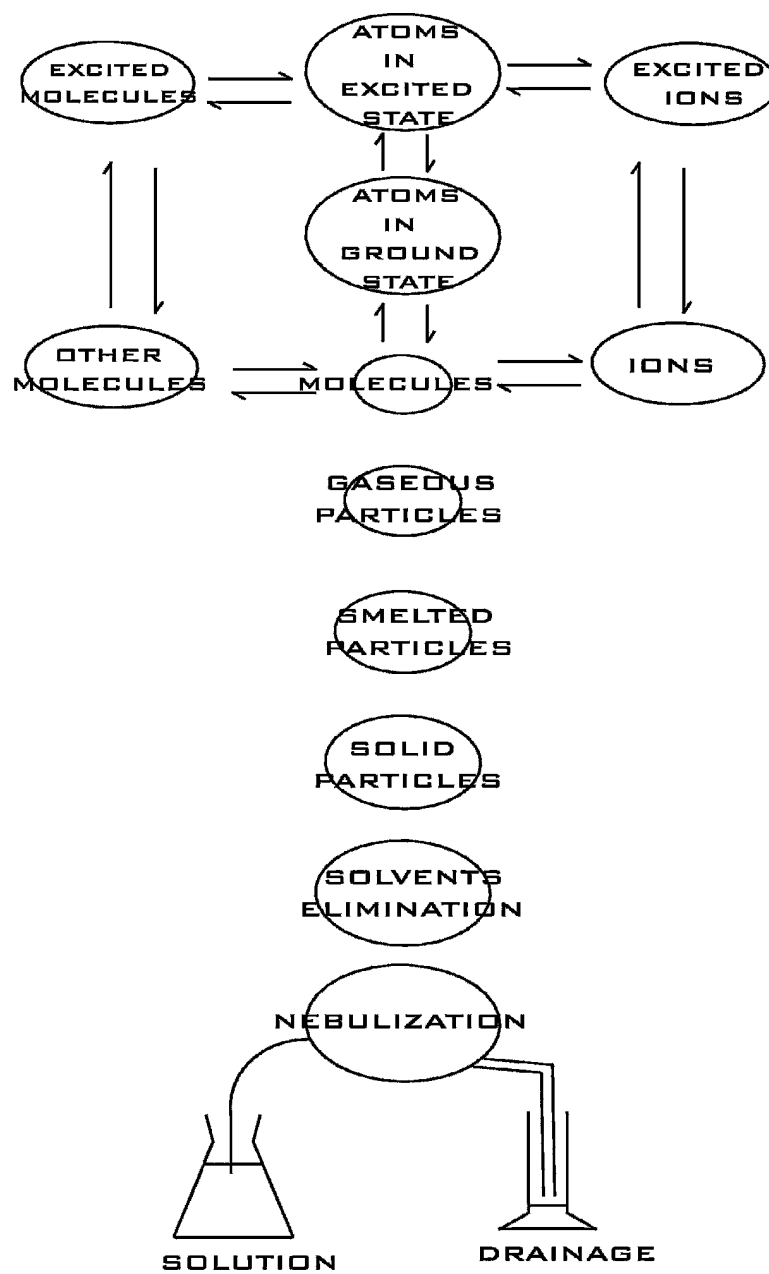 EXCITED
MOLECULES
ATOMS
IN
EXCITED
STATE
EXCITED
IONS
ATOMS
IN
GROUND
STATE
OTHER
MOLECULES
MOLECULES
IONS
GASEOUS
PARTICLES
SMELTED
PARTICLES
SOLID
PARTICLES
SOLVENTS
ELIMINATION
NEBULIZATION
SOLUTION
DRAINAGE